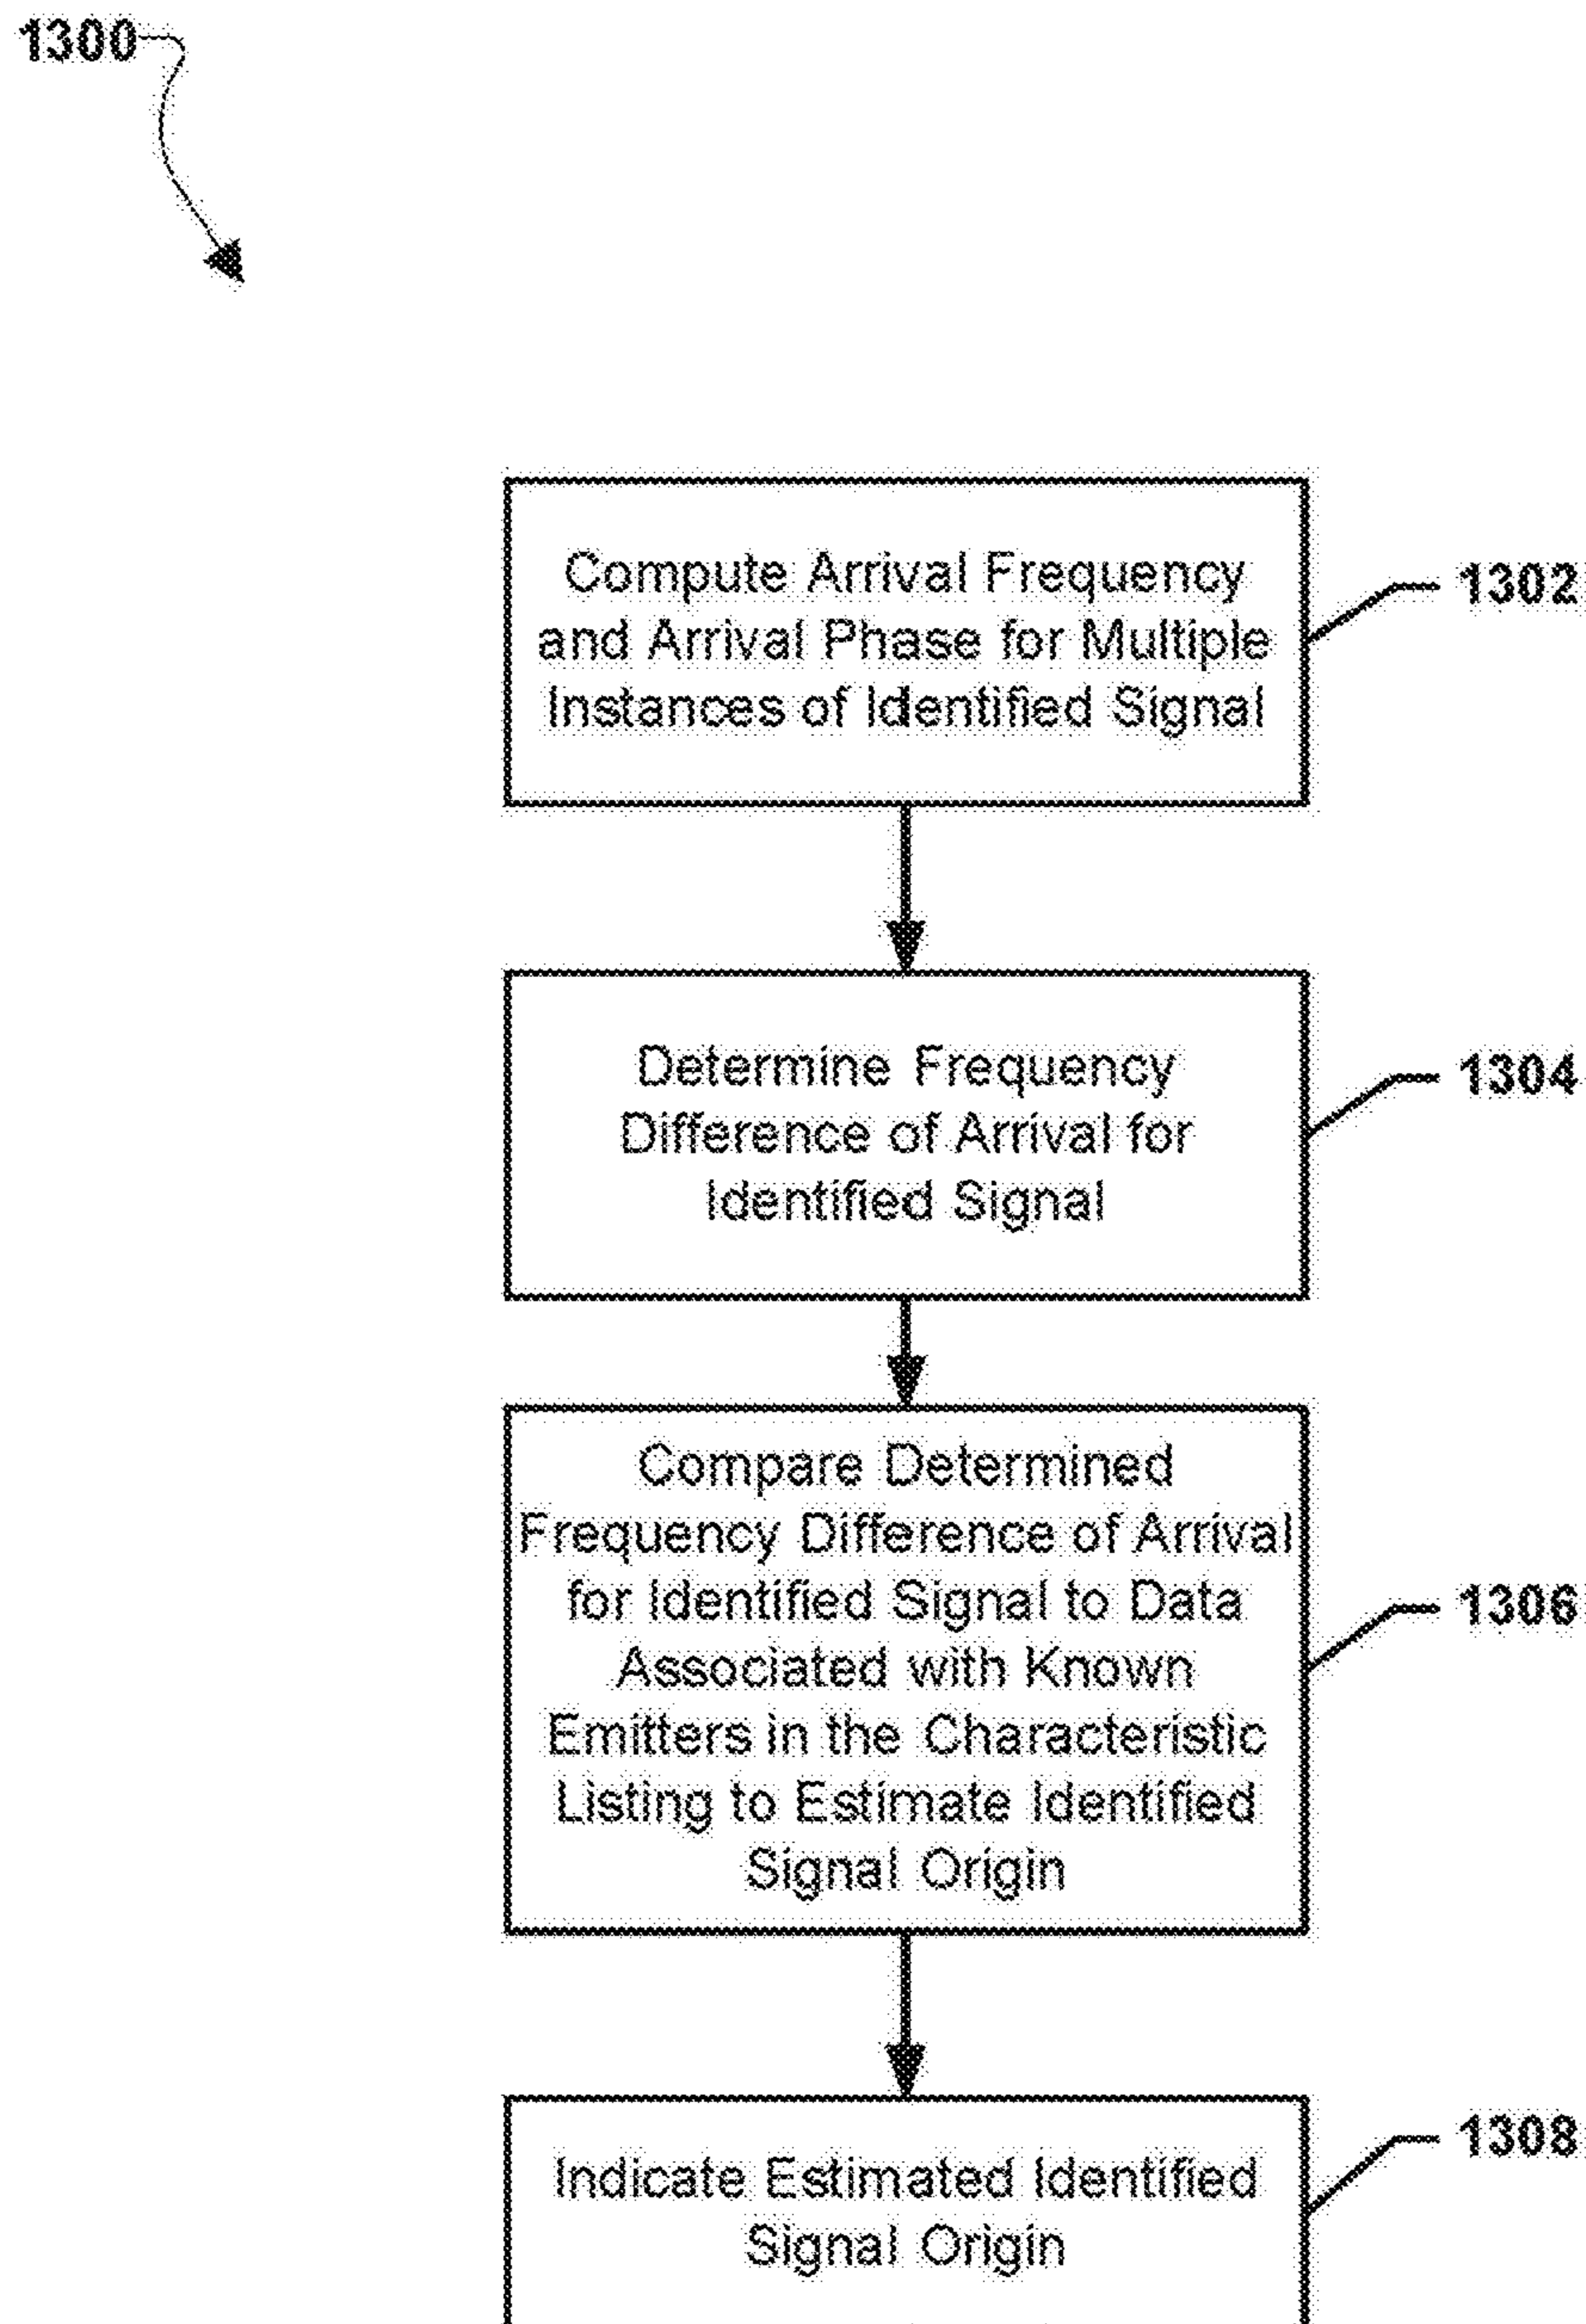 1300
Compute Arrival Frequency
and Arrival Phase for Multiple
Instances of Identified Signal
1302
Determine Frequency
Difference of Arrival for
Identified Signal
1304
Compare Determined
Frequency Difference of Arrival
for Identified Signal to Data
Associated with Known
Emitters in the Characteristic
Listing to Estimate Identified
Signal Origin
1306
Indicate Estimated Identified
Signal Origin
1308